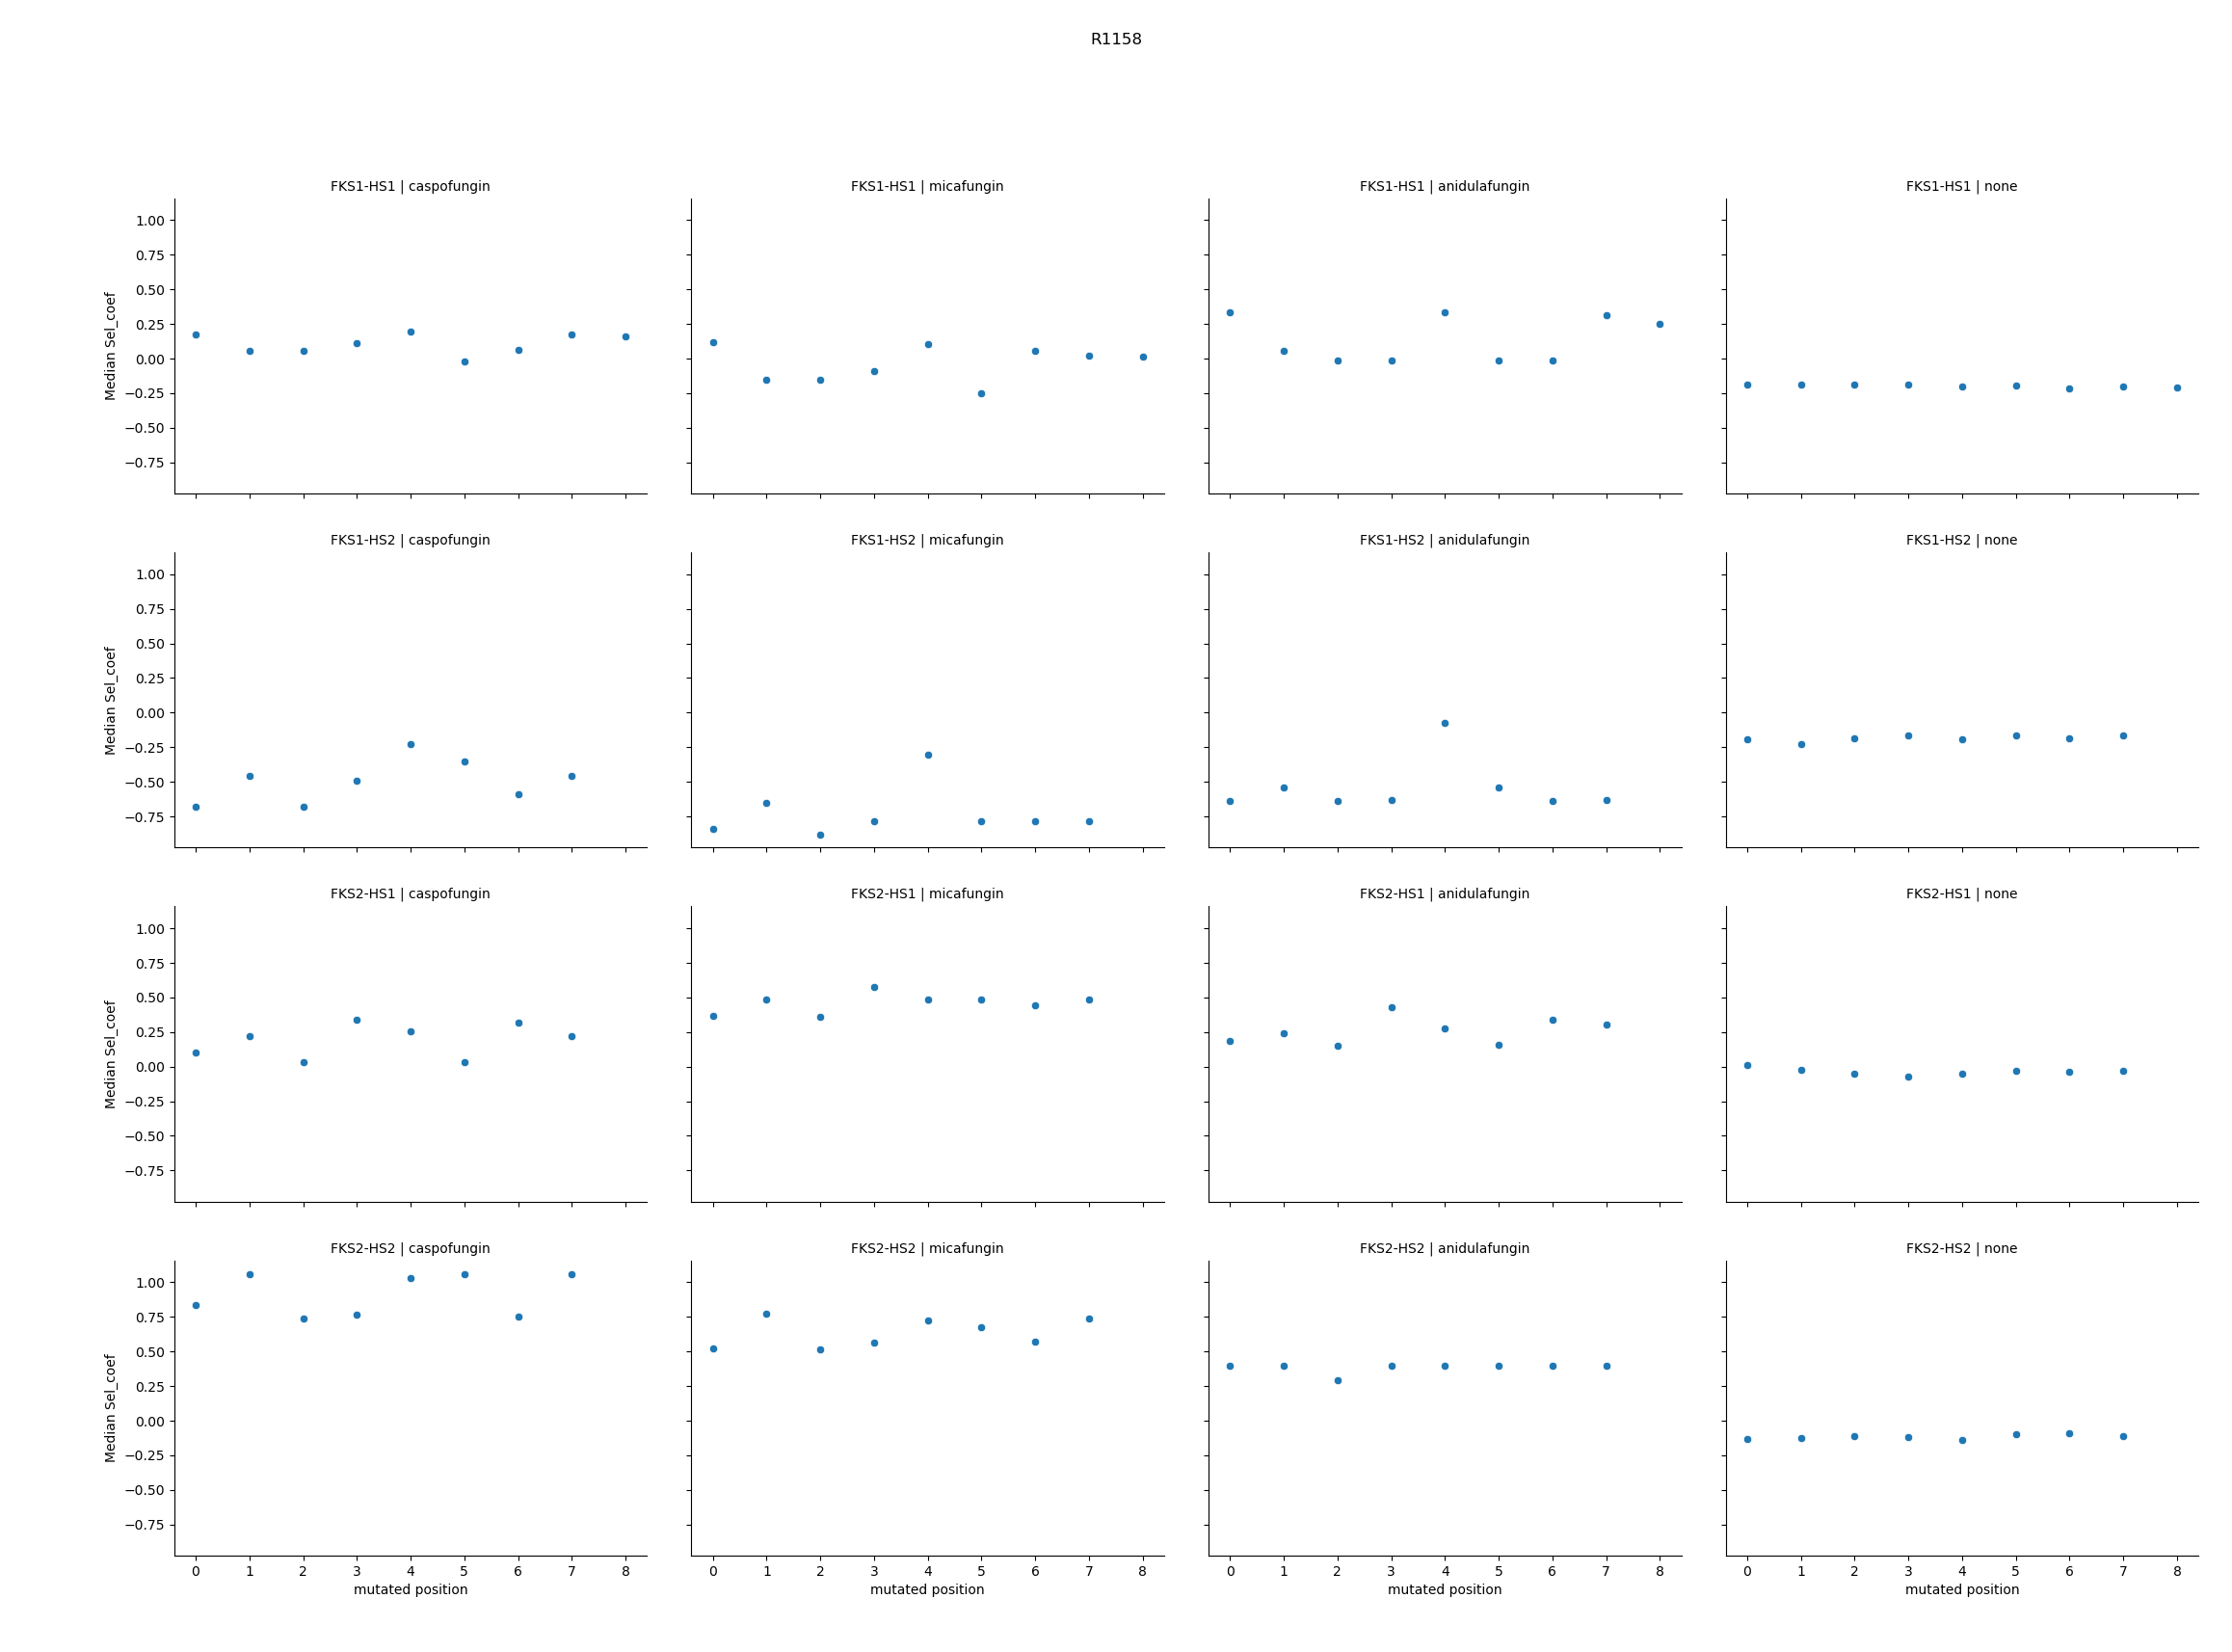 R1158
FKS1-HS1 | caspofungin
FKS1-HS1 | micafungin
FKS1-HS1 | anidulafungin
FKS1-HS1 | none
Median Sel_coef
1.00
0.75
0.50
0.25
0.00
−0.25
−0.50
−0.75
FKS1-HS2 | caspofungin
FKS1-HS2 | micafungin
FKS1-HS2 | anidulafungin
FKS1-HS2 | none
Median Sel_coef
1.00
0.75
0.50
0.25
0.00
−0.25
−0.50
−0.75
FKS2-HS1 | caspofungin
FKS2-HS1 | micafungin
FKS2-HS1 | anidulafungin
FKS2-HS1 | none
Median Sel_coef
1.00
0.75
0.50
0.25
0.00
−0.25
−0.50
−0.75
FKS2-HS2 | caspofungin
FKS2-HS2 | micafungin
FKS2-HS2 | anidulafungin
FKS2-HS2 | none
Median Sel_coef
1.00
0.75
0.50
0.25
0.00
−0.25
−0.50
−0.75
0 1 2 3 4 5 6 7 8
0 1 2 3 4 5 6 7 8
0 1 2 3 4 5 6 7 8
0 1 2 3 4 5 6 7 8
mutated position
mutated position
mutated position
mutated position